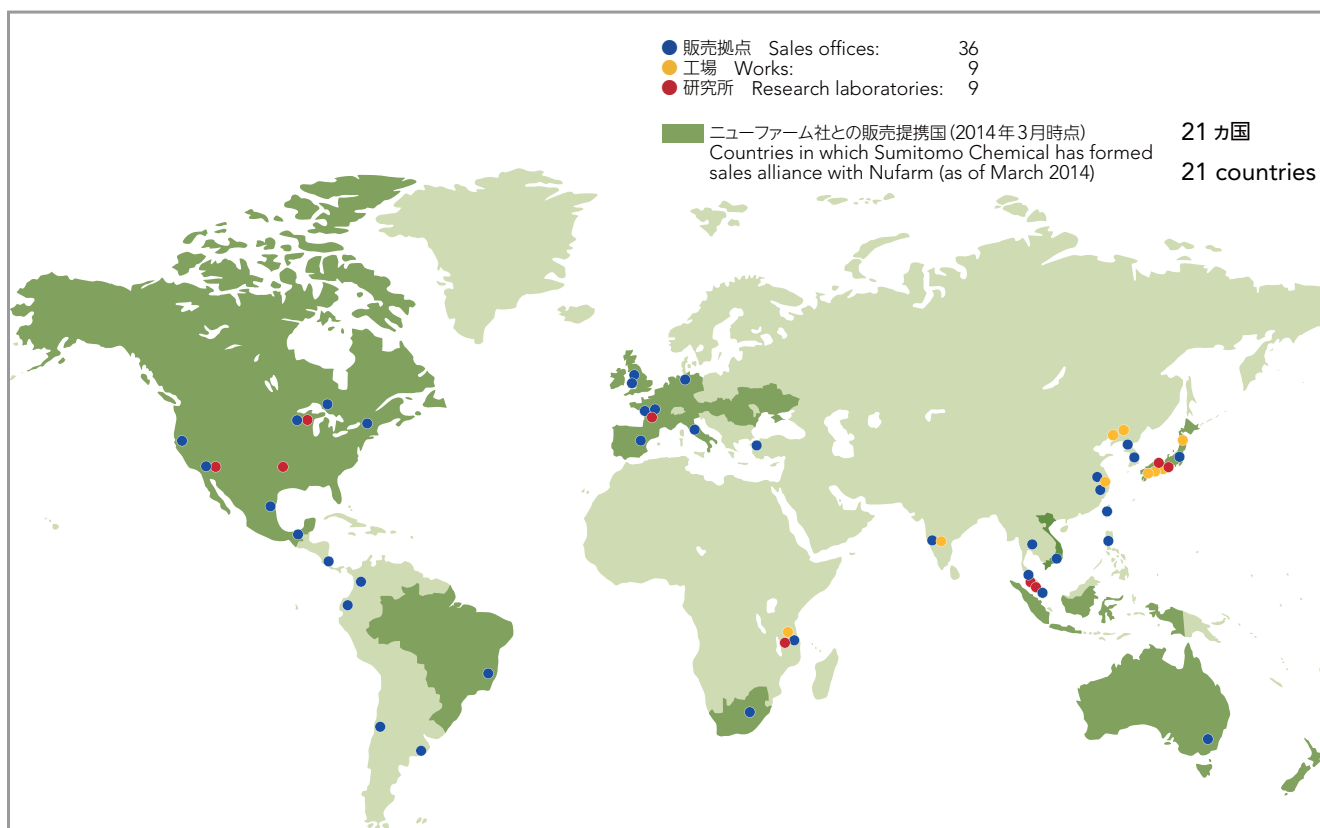 販売拠点 Sales offices: 36
工場 Works: 9
研究所 Research laboratories: 9
ニューファーム社との販売提携国(2014年3月時点) 21 ヵ国
Countries in which Sumitomo Chemical has formed
sales alliance with Nufarm (as of March 2014) 21 countries